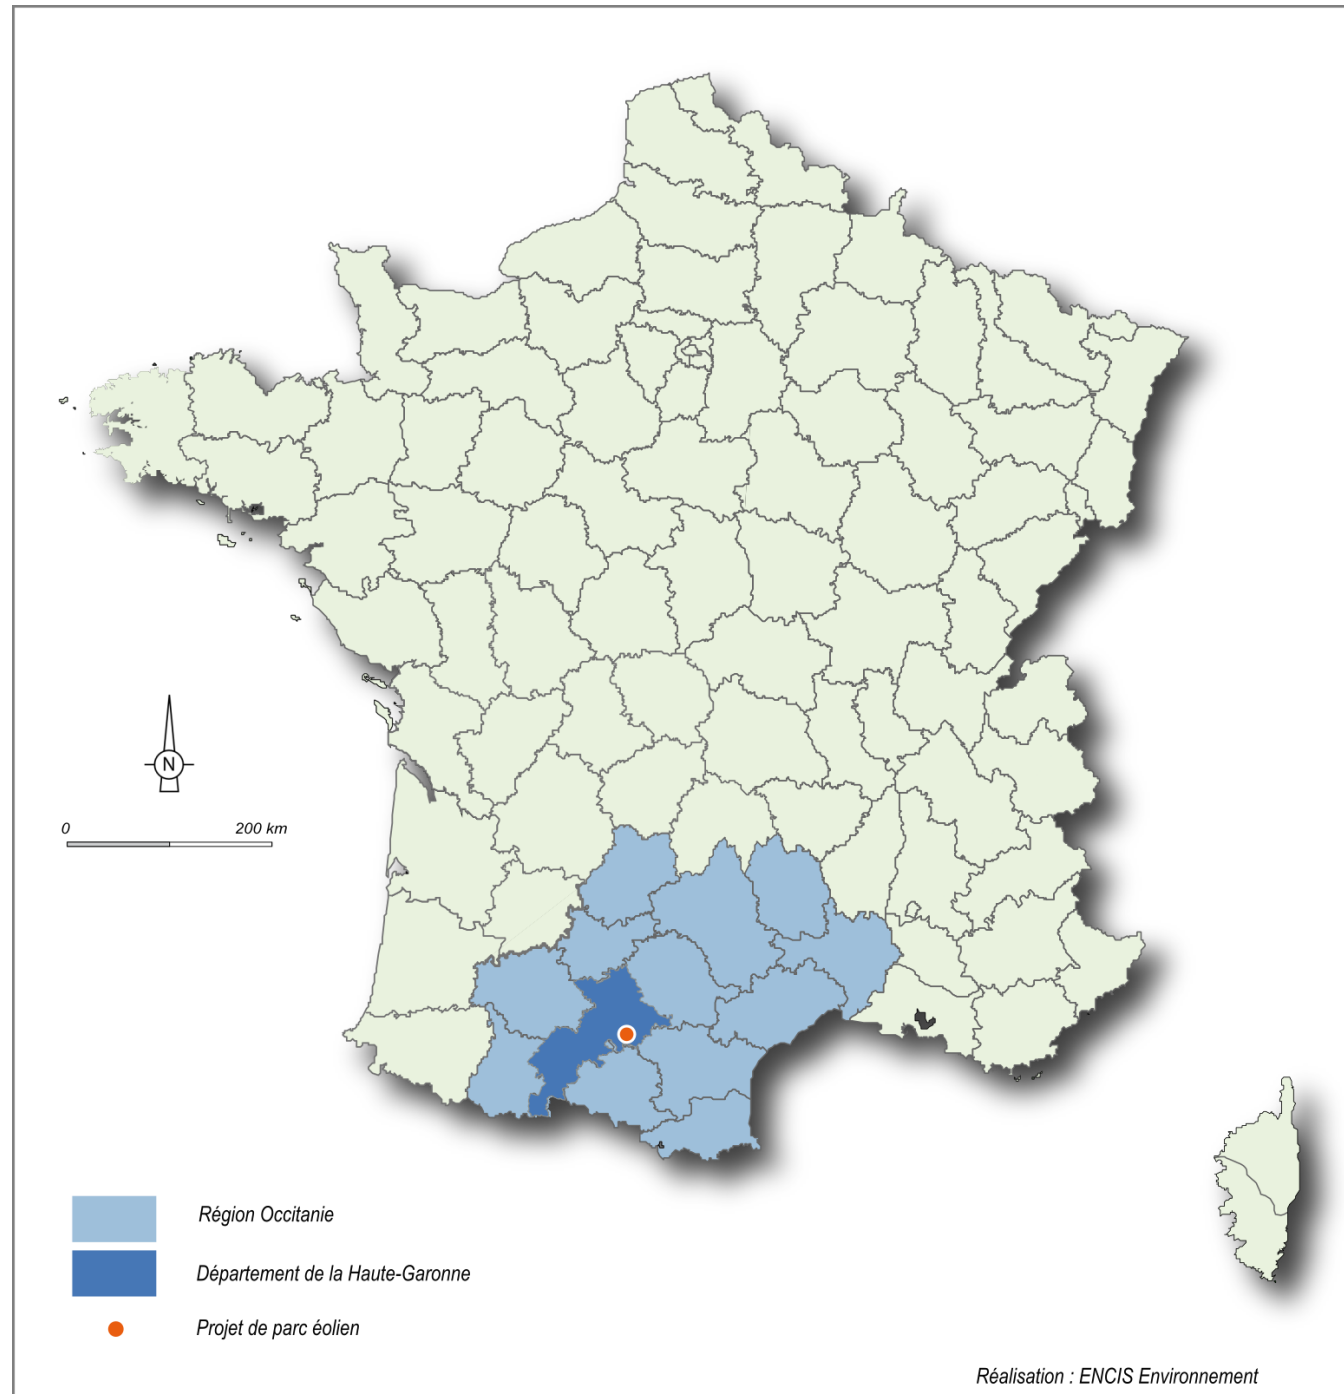 N
0 200 km
Région Occitanie
Département de la Haute-Garonne
Projet de parc éolien
Réalisation : ENCIS Environnement